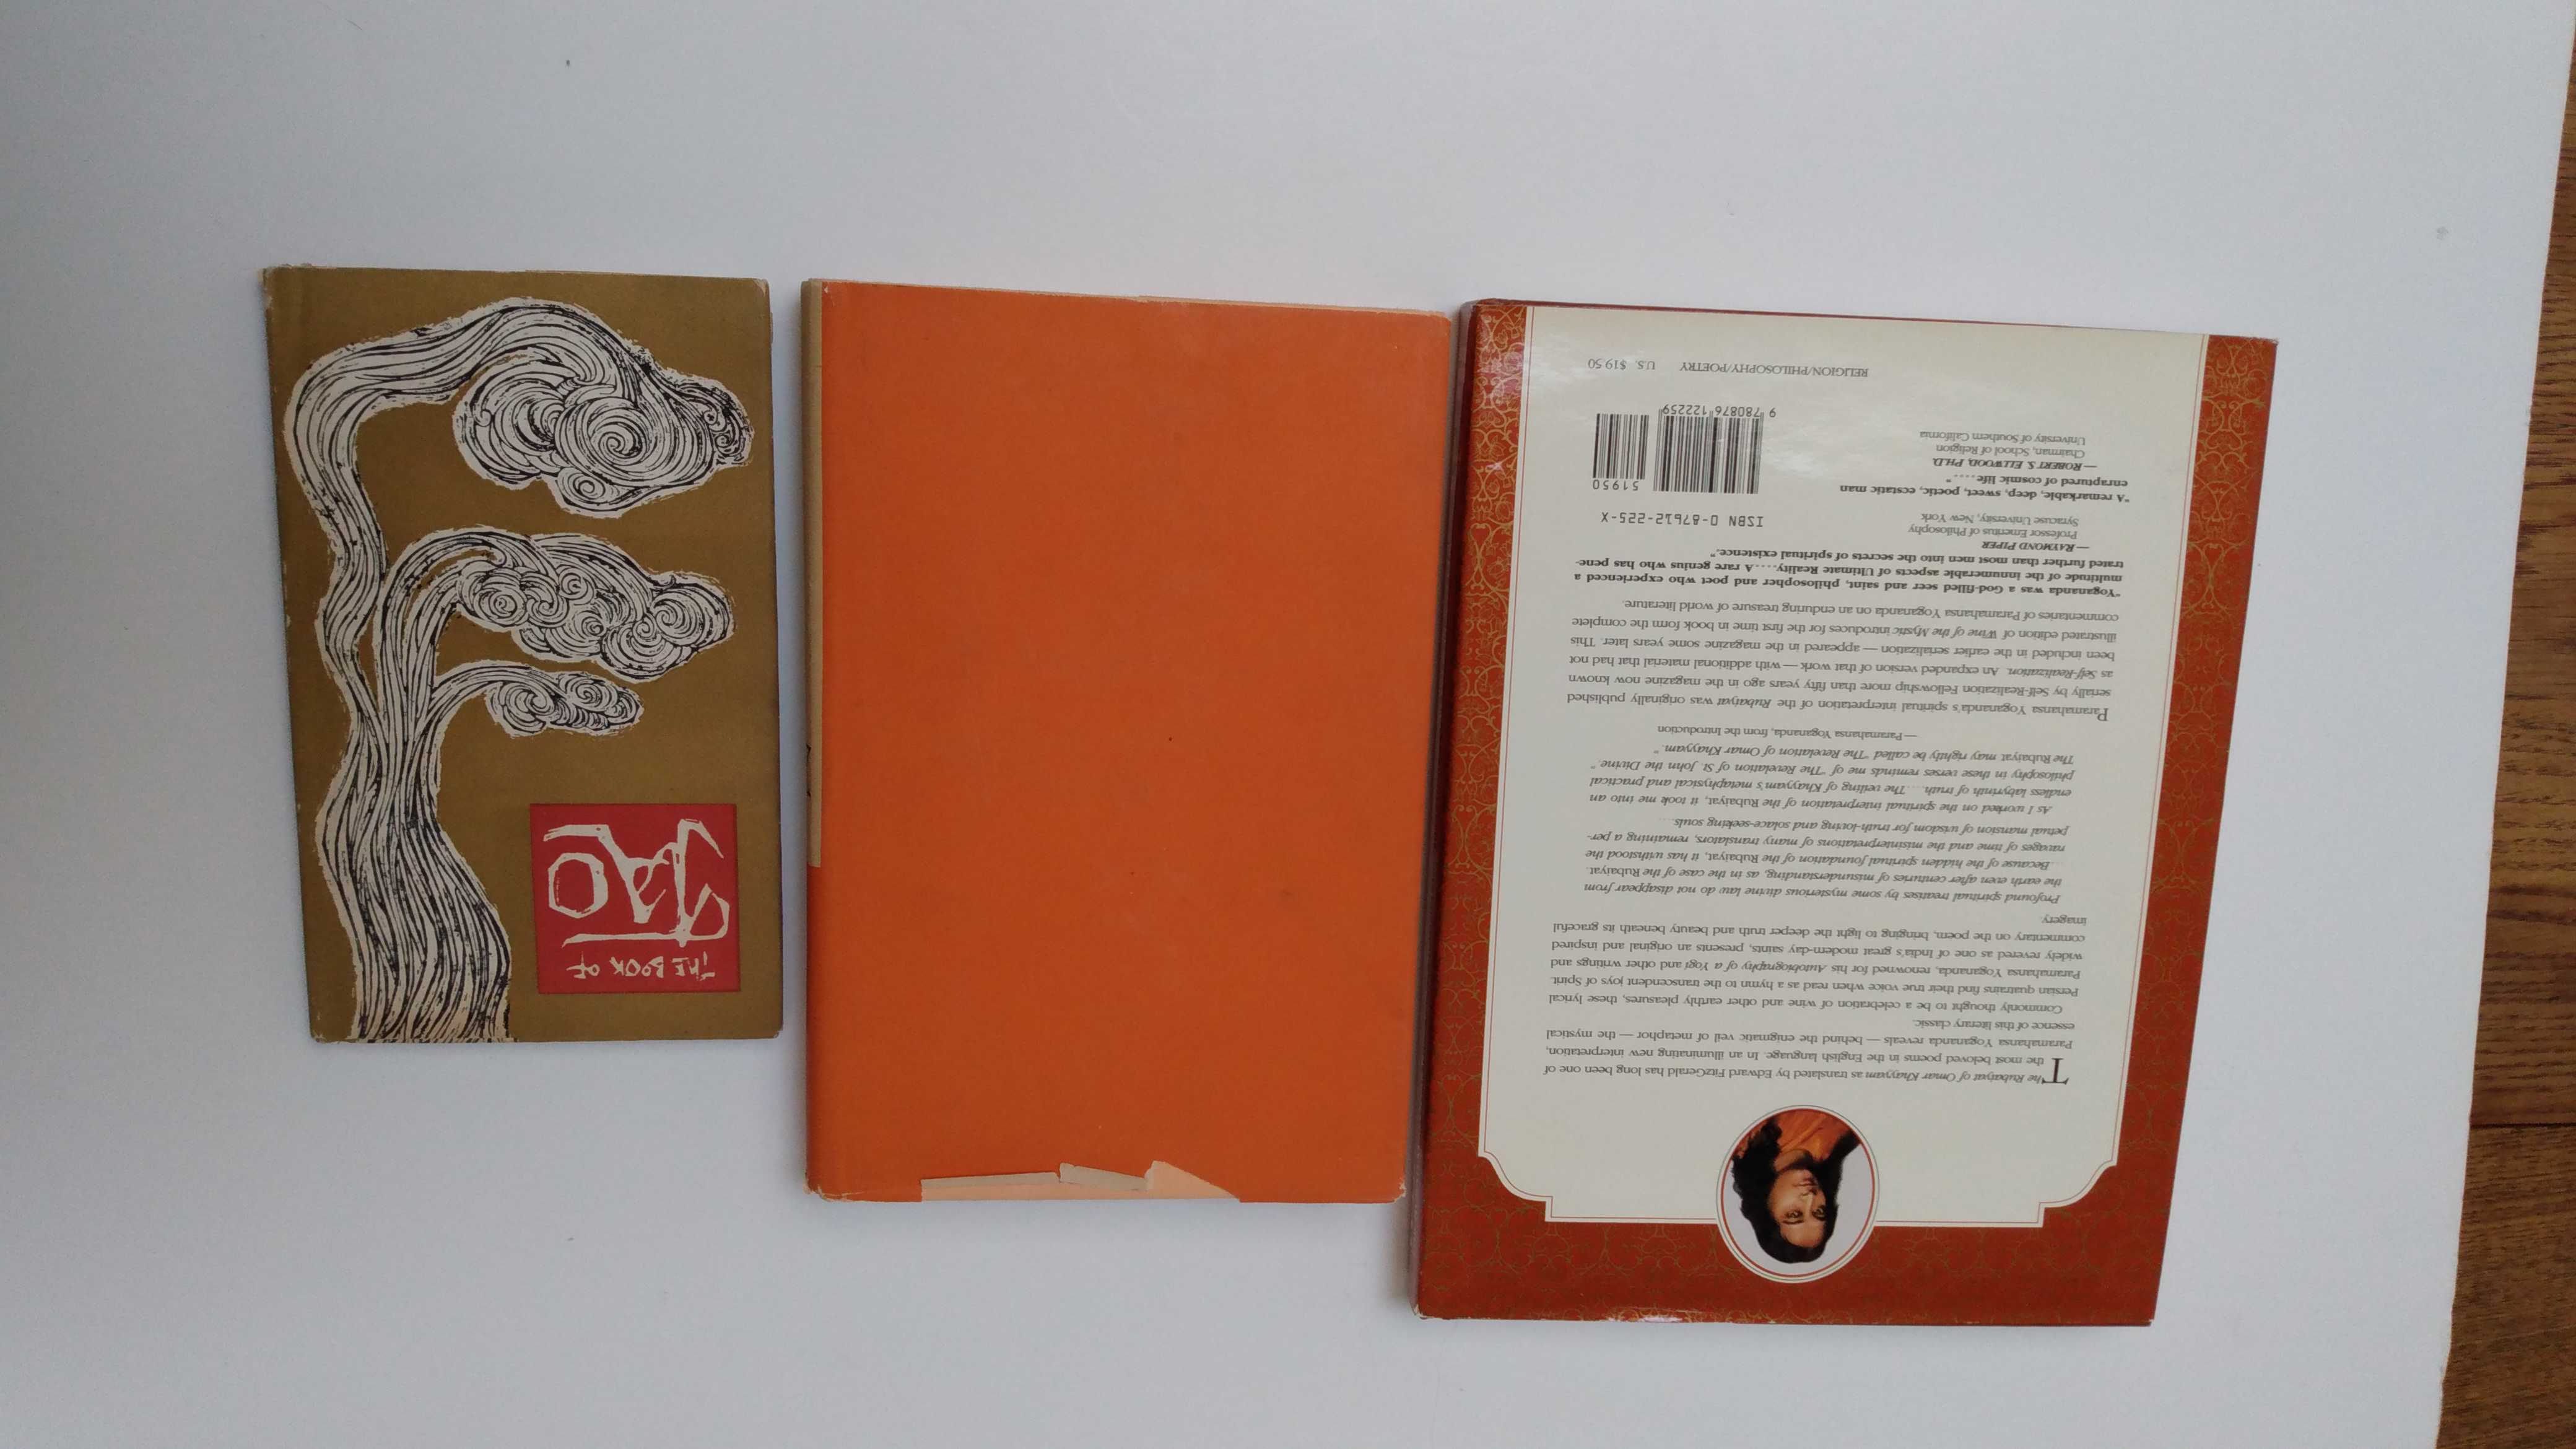 THE BOOK OF
TAO
The Rubaiyat of Omar Khayyam as translated by Edward FitzGerald has long been one of
the most beloved poems in the English language. In an illuminating new interpretation,
Paramahansa Yogananda reveals — behind the enigmatic veil of metaphor — the mystical
essence of this literary classic.
Commonly thought to be a celebration of wine and other earthly pleasures, these lyrical
Persian quatrains find their true voice when read as a hymn to the transcendent joys of Spirit.
Paramahansa Yogananda, renowned for his Autobiography of a Yogi and other writings and
widely revered as one of India's great modern-day saints, presents an original and inspired
commentary on the poem, bringing to light the deeper truth and beauty beneath its graceful
imagery.
Profound spiritual treatises by some mysterious divine law do not disappear from
the earth even after centuries of misunderstanding, as in the case of the Rubaiyat.
...Because of the hidden spiritual foundation of the Rubaiyat, it has withstood the
ravages of time and the misinterpretations of many translators, remaining a per-
petual mansion of wisdom for truth-loving and solace-seeking souls....
As I worked on the spiritual interpretation of the Rubaiyat, it took me into an
endless labyrinth of truth.... The veiling of Khayyam's metaphysical and practical
philosophy in these verses reminds me of "The Revelation of St. John the Divine."
The Rubaiyat may rightly be called "The Revelation of Omar Khayyam."
—Paramahansa Yogananda, from the Introduction
Paramahansa Yogananda's spiritual interpretation of the Rubaiyat was originally published
serially by Self-Realization Fellowship more than fifty years ago in the magazine now known
as Self-Realization. An expanded version of that work — with additional material that had not
been included in the earlier serialization — appeared in the magazine some years later. This
illustrated edition of Wine of the Mystic introduces for the first time in book form the complete
commentaries of Paramahansa Yogananda on an enduring treasure of world literature.
"Yogananda was a God-filled seer and saint, philosopher and poet who experienced a
multitude of the innumerable aspects of Ultimate Reality.... A rare genius who has pene-
trated further than most men into the secrets of spiritual existence."
—RAYMOND PIPER
Professor Emeritus of Philosophy
Syracuse University, New York
"A remarkable, deep, sweet, poetic, ecstatic man
enraptured of cosmic life...."
—ROBERT S. ELLWOOD, PH.D.
Chairman, School of Religion
University of Southern California
ISBN 0-87612-225-X
51950
9 780876 122259
RELIGION/PHILOSOPHY/POETRY U.S. $19.50